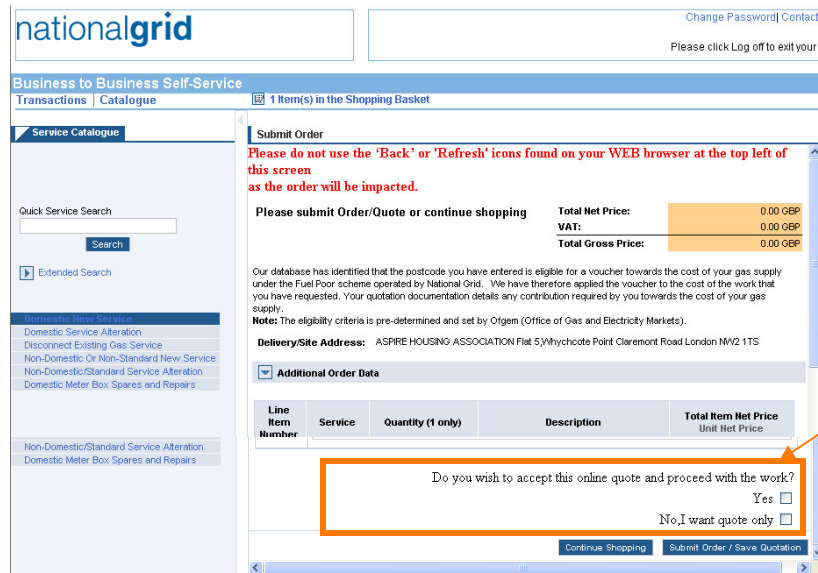 nationalgrid
Change Password| Contact
Please click Log off to exit your
Business to Business Self-Service
Transactions | Catalogue
1 Item(s) in the Shopping Basket
Service Catalogue
Submit Order
Please do not use the 'Back' or 'Refresh' icons found on your WEB browser at the top left of
this screen
as the order will be impacted.
Quick Service Search
Search
Extended Search
Please submit Order/Quote or continue shopping
Total Net Price: 0.00 GBP
VAT: 0.00 GBP
Total Gross Price: 0.00 GBP
Our database has identified that the postcode you have entered is eligible for a voucher towards the cost of your gas supply
under the Fuel Poor scheme operated by National Grid. We have therefore applied the voucher to the cost of the work that
you have requested. Your quotation documentation details any contribution required by you towards the cost of your gas
supply.
Note: The eligibility criteria is pre-determined and set by Ofgem (Office of Gas and Electricity Markets).
Delivery/Site Address: ASPIRE HOUSING ASSOCIATION Flat 5,Whychcote Point Claremont Road London NW2 1TS
Domestic New Service
Domestic Service Alteration
Disconnect Existing Gas Service
Non-Domestic Or Non-Standard New Service
Non-Domestic/Standard Service Alteration
Domestic Meter Box Spares and Repairs
Additional Order Data
Line
Item
Number
Service
Quantity (1 only)
Description
Total Item Net Price
Unit Net Price
Non-Domestic/Standard Service Alteration
Domestic Meter Box Spares and Repairs
Do you wish to accept this online quote and proceed with the work?
Yes
No,I want quote only
Continue Shopping
Submit Order / Save Quotation